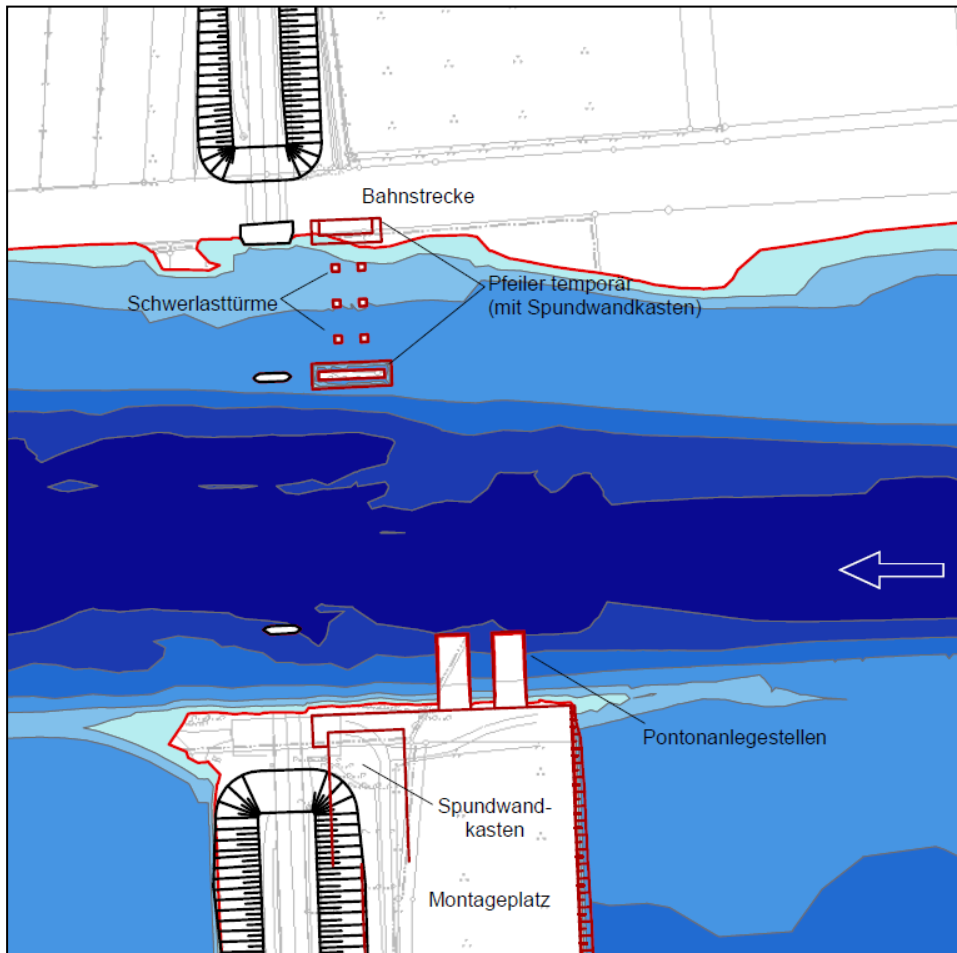 Bahnstrecke
Schwerlasttürme
Pfeiler temporär
(mit Spundwandkasten)
Pontonanlegestellen
Spundwand-
kasten
Montageplatz